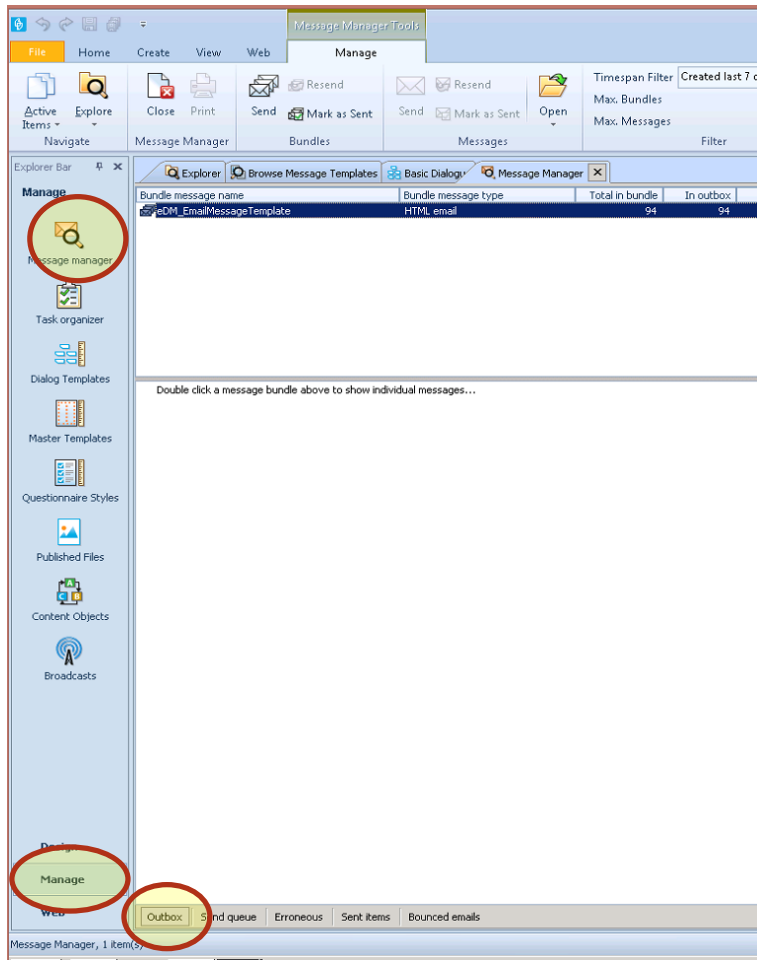 Message Manager Tools
File Home Create View Web Manage
Active Items Explore Close Print Send Resend Mark as Sent Send Resend Mark as Sent Open
Timespan Filter Created last 7 d
Max. Bundles
Max. Messages
Navigate Message Manager Bundles Messages Filter
Explorer Bar
Explorer Browse Message Templates Basic Dialogu Message Manager
Manage
Bundle message name Bundle message type Total in bundle In outbox
eDM_EmailMessageTemplate HTML email 94 94
Message manager
Task organizer
Dialog Templates
Master Templates
Questionnaire Styles
Published Files
Content Objects
Broadcasts
Double click a message bundle above to show individual messages...
Design
Manage
Web
Outbox Send queue Erroneous Sent items Bounced emails
Message Manager, 1 item(s)